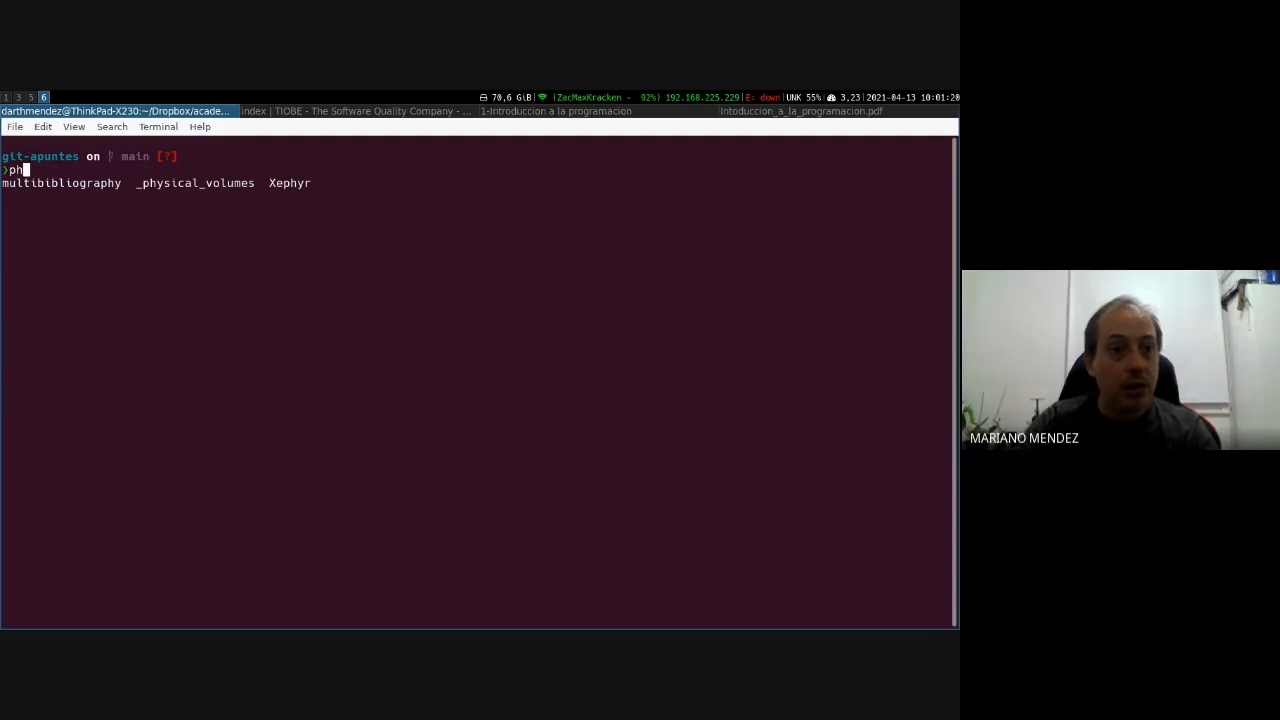 1 3 5 6
70,6 GiB| (ZacMaxKracken - 92%) 192.168.225.229|E: down|UNK 55%| 3,23|2021-04-13 10:01:20
darthmendez@ThinkPad-X230:~/Dropbox/acade...
index | TIOBE - The Software Quality Company - ...
1-Introduccion a la programacion
Intoduccion_a_la_programacion.pdf
File Edit View Search Terminal Help
git-apuntes on main [?]
❯ph
multibibliography _physical_volumes Xephyr
MARIANO MENDEZ